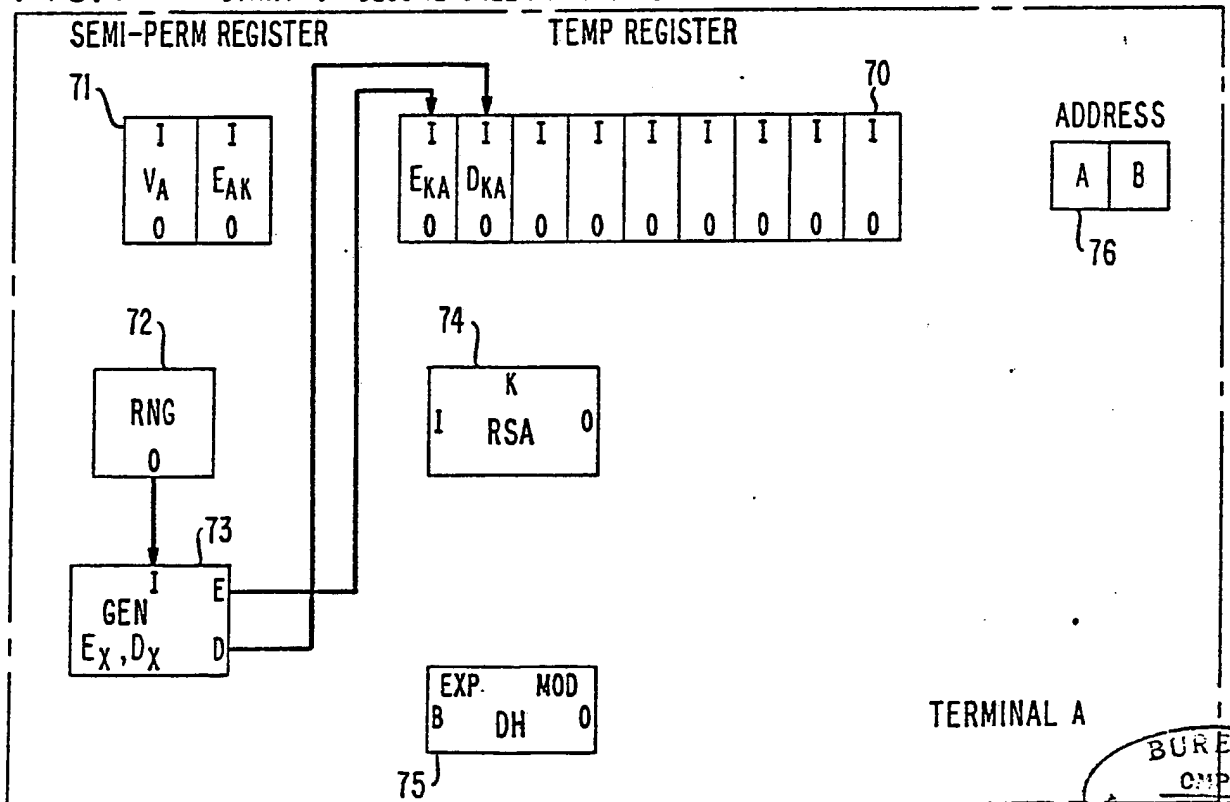 SEMI-PERM REGISTER
TEMP REGISTER
71
70
ADDRESS
I I
V_A E_AK
0 0
I I I I I I I I I
E_KA D_KA
0 0 0 0 0 0 0 0 0
A B
76
72
RNG
0
74
K
I RSA 0
73
I E
GEN
E_X, D_X D
EXP. MOD
B DH 0
75
TERMINAL A